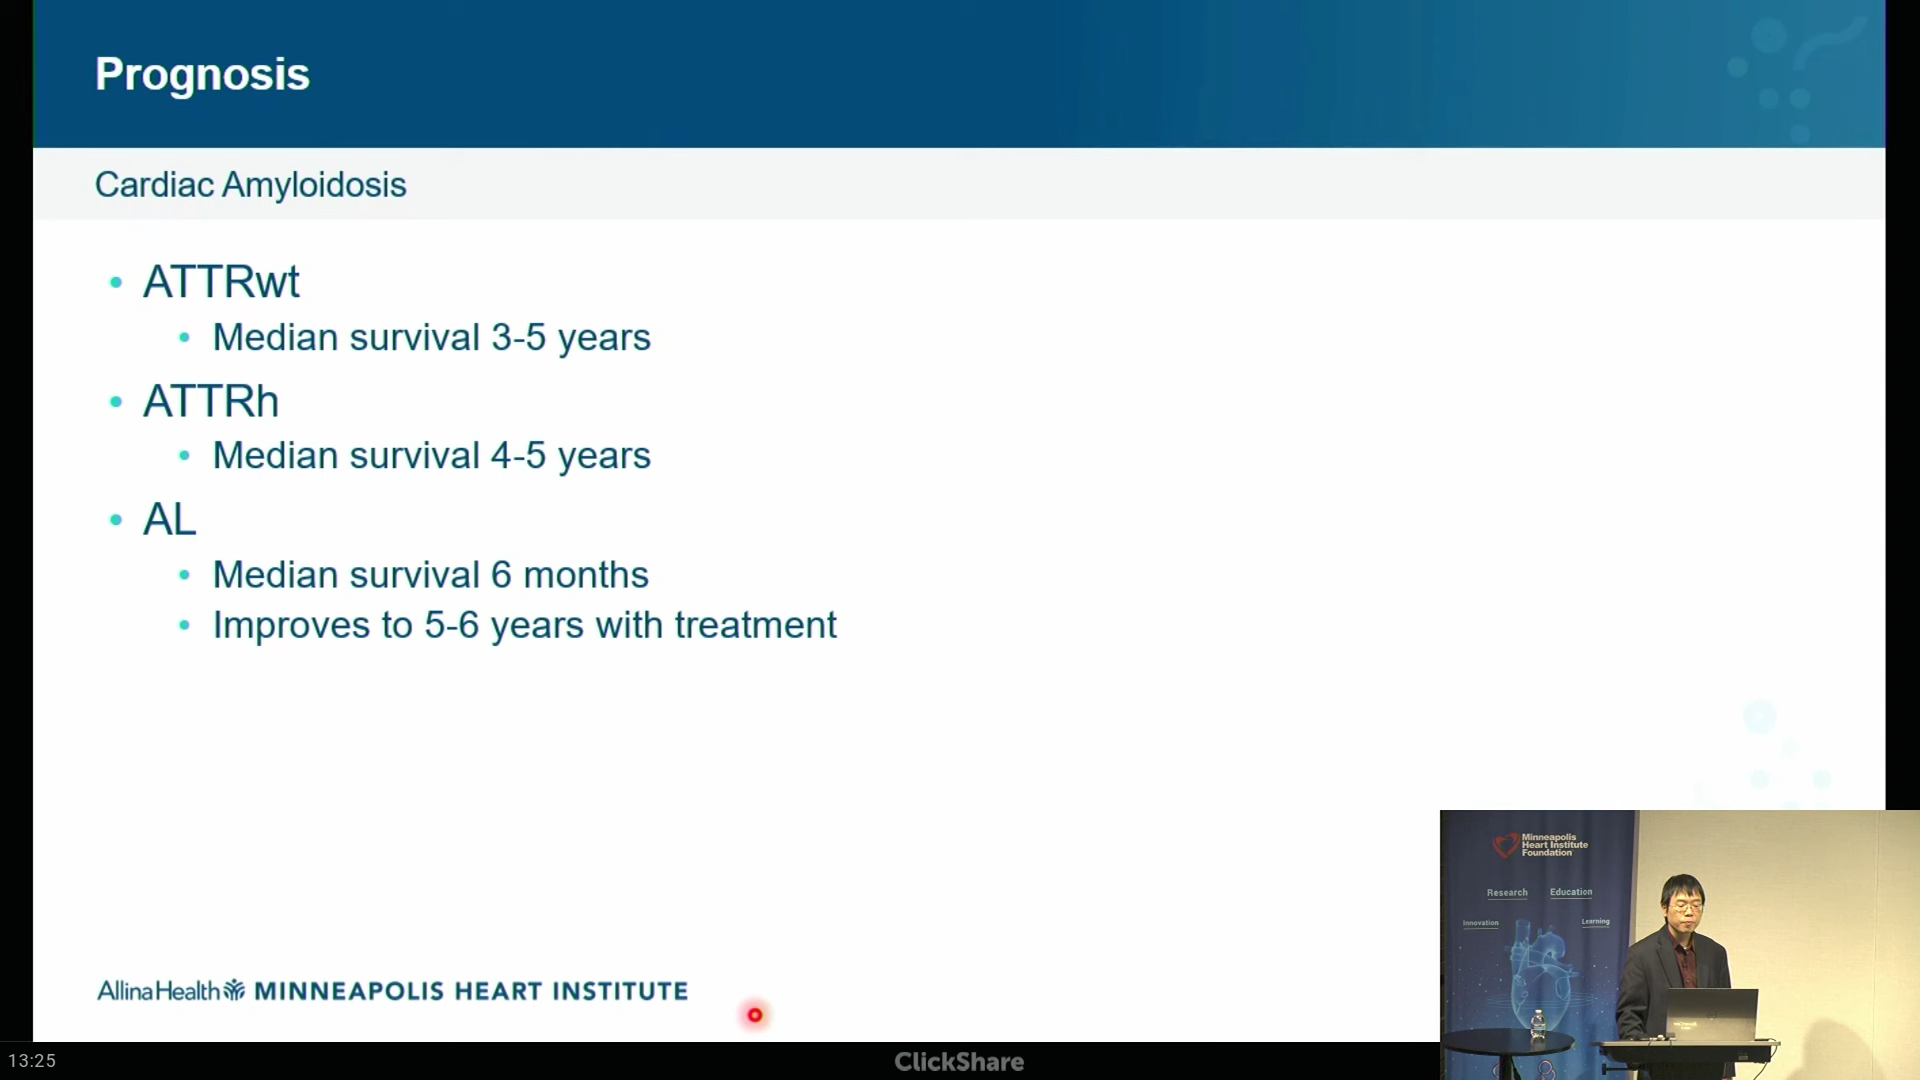 Prognosis
Cardiac Amyloidosis
• ATTRwt
• Median survival 3-5 years
• ATTRh
• Median survival 4-5 years
• AL
• Median survival 6 months
• Improves to 5-6 years with treatment
AllinaHealth MINNEAPOLIS HEART INSTITUTE
Minneapolis
Heart Institute
Foundation
Research Education
Innovation Learning
13:25
ClickShare